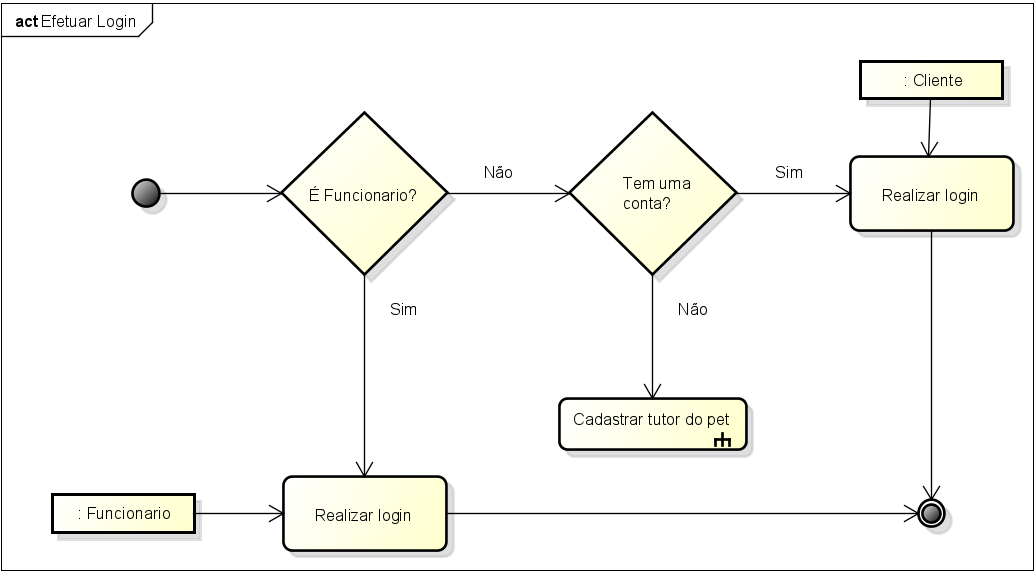 act Efetuar Login
: Cliente
É Funcionario?
Não
Tem uma
conta?
Sim
Realizar login
Sim
Não
Cadastrar tutor do pet
: Funcionario
Realizar login